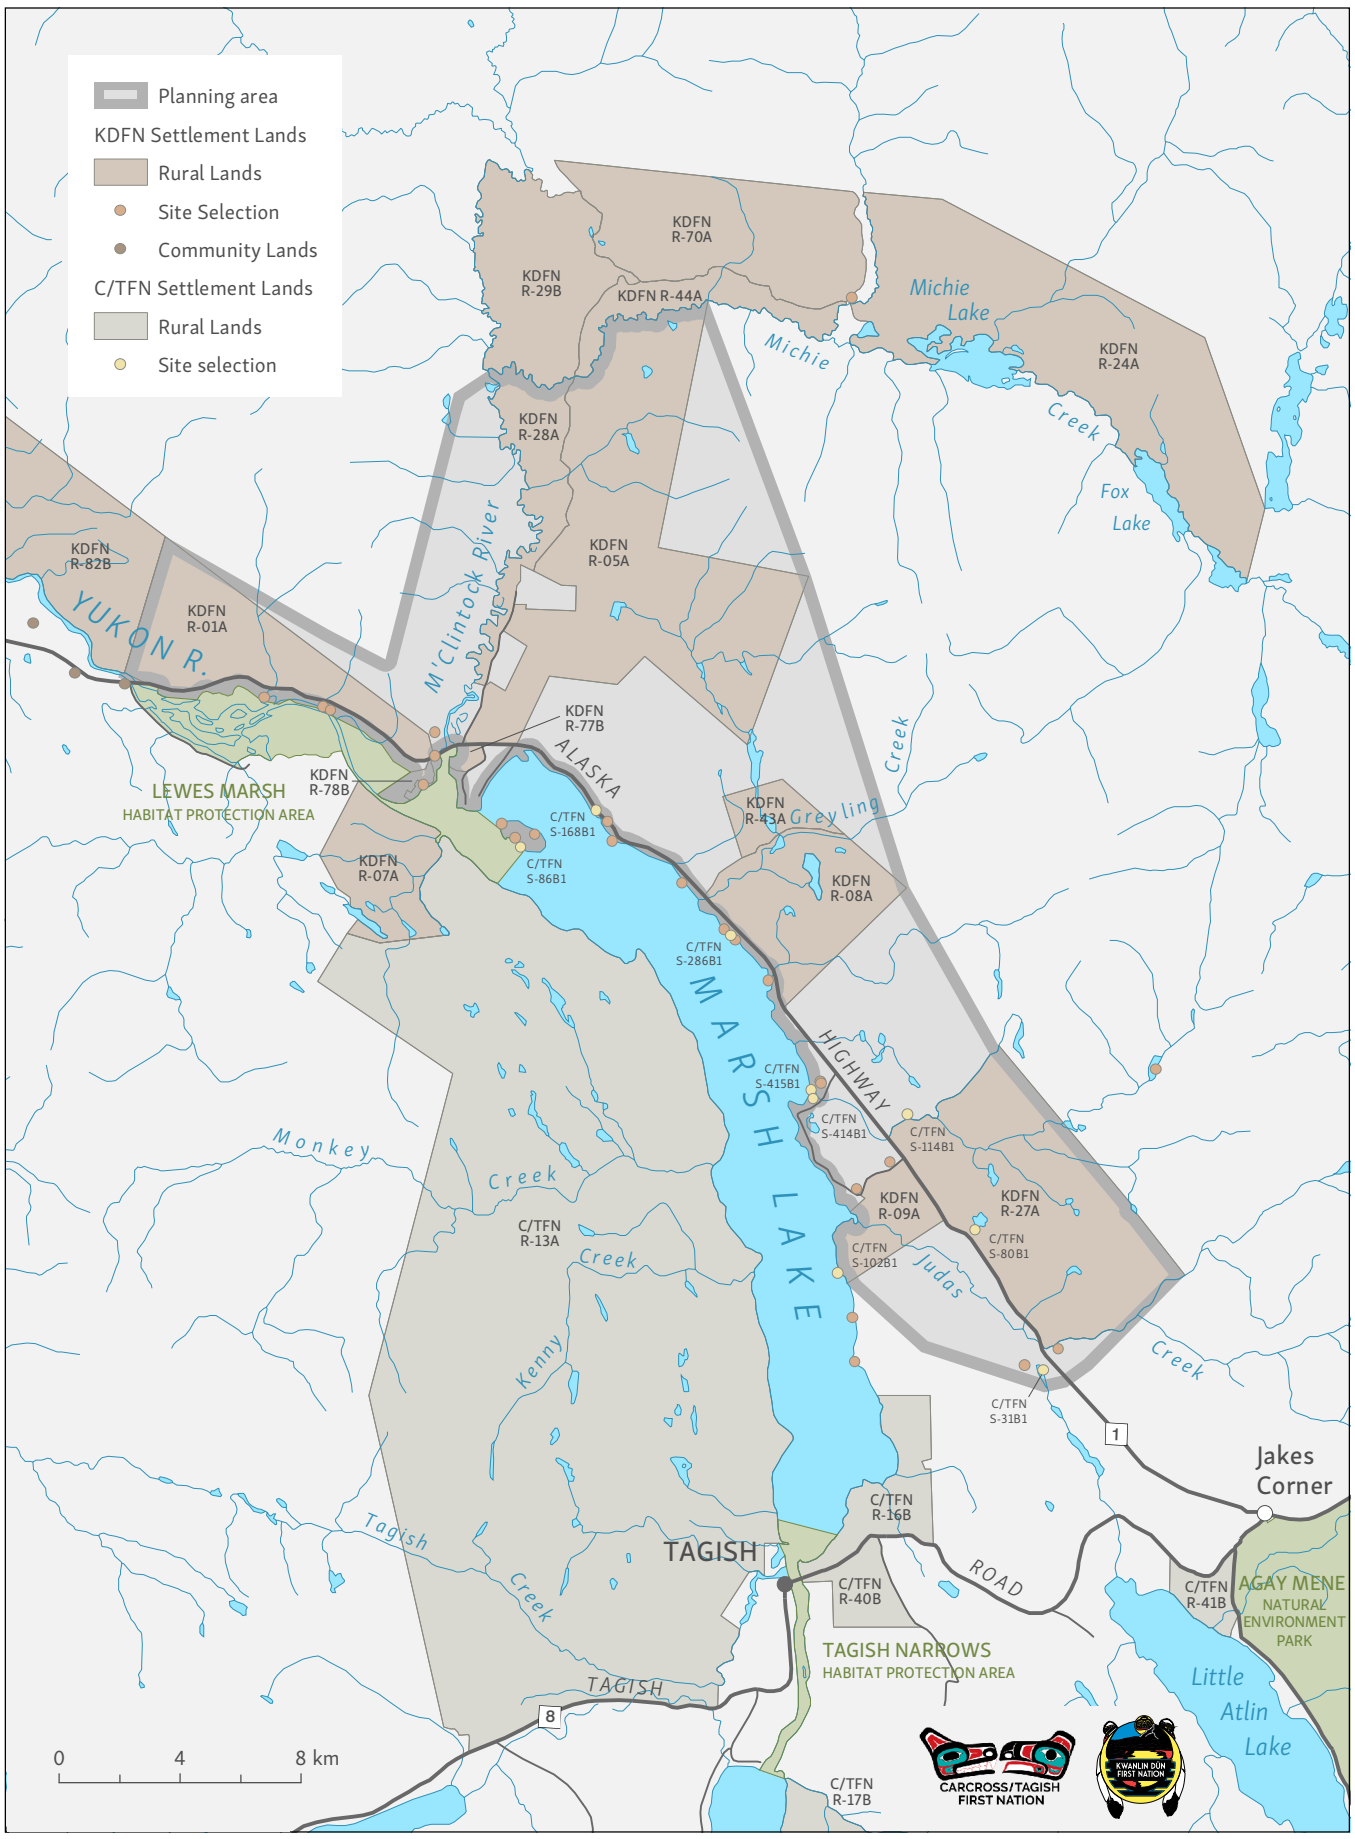 Planning area
KDFN Settlement Lands
Rural Lands
Site Selection
Community Lands
C/TFN Settlement Lands
Rural Lands
Site selection
KDFN
R-70A
KDFN
R-29B
KDFN R-44A
Michie
Lake
Michie
KDFN
R-24A
Creek
KDFN
R-28A
Fox
Lake
KDFN
R-82B
KDFN
R-05A
M'Clintock River
YUKON R.
KDFN
R-01A
KDFN
R-77B
ALASKA
Creek
KDFN
R-78B
LEWES MARSH
HABITAT PROTECTION AREA
KDFN
R-43A
Greyling
C/TFN
S-168B1
C/TFN
S-86B1
KDFN
R-07A
KDFN
R-08A
C/TFN
S-286B1
MARSH LAKE
HIGHWAY
C/TFN
S-415B1
C/TFN
S-414B1
C/TFN
S-114B1
Monkey
Creek
KDFN
R-09A
KDFN
R-27A
C/TFN
R-13A
C/TFN
S-80B1
C/TFN
S-102B1
Creek
Judas
Kenny
Creek
C/TFN
S-31B1
1
Jakes
Corner
C/TFN
R-16B
Tagish
TAGISH
Creek
ROAD
C/TFN
R-40B
C/TFN
R-41B
AGAY MENE
NATURAL
ENVIRONMENT
PARK
TAGISH NARROWS
HABITAT PROTECTION AREA
TAGISH
8
Little
Atlin
Lake
0 4 8 km
C/TFN
R-17B
CARCROSS/TAGISH
FIRST NATION
KWANLIN DÜN
FIRST NATION